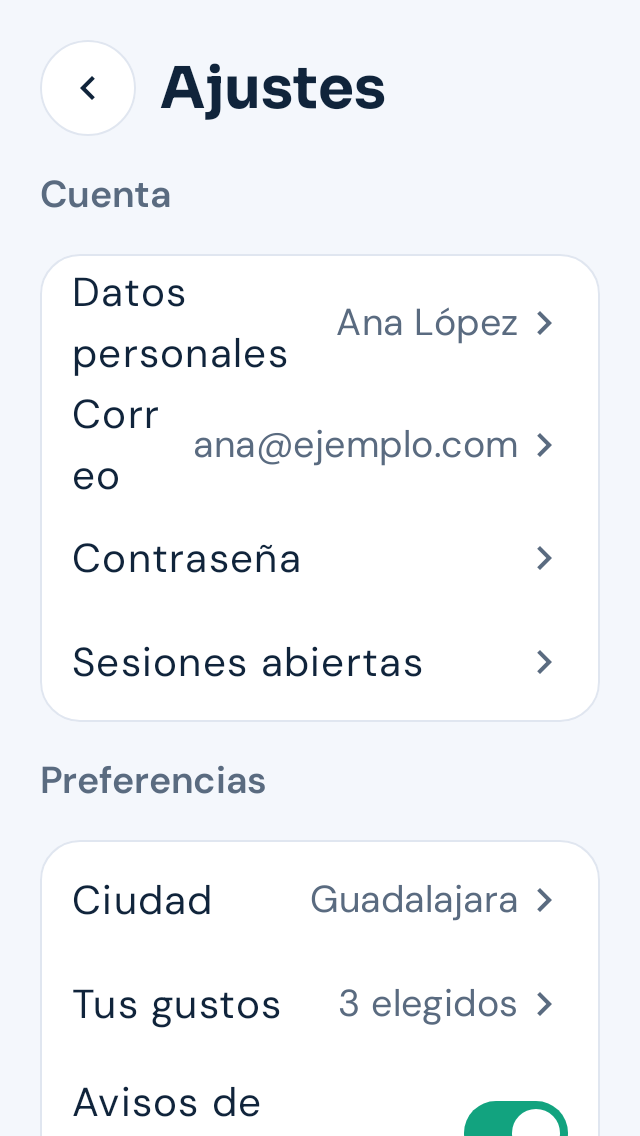 Ajustes
Cuenta
Datos
personales
Ana López
Corr
eo
ana@ejemplo.com
Contraseña
Sesiones abiertas
Preferencias
Ciudad
Guadalajara
Tus gustos
3 elegidos
Avisos de